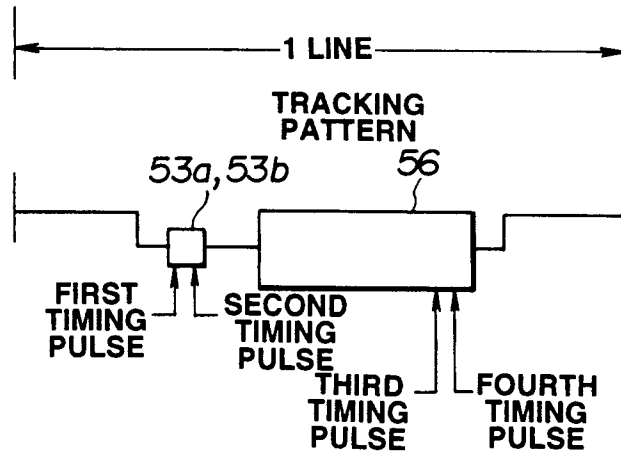 1 LINE
TRACKING
PATTERN
53a, 53b
56
FIRST
TIMING
PULSE
SECOND
TIMING
PULSE
THIRD
TIMING
PULSE
FOURTH
TIMING
PULSE